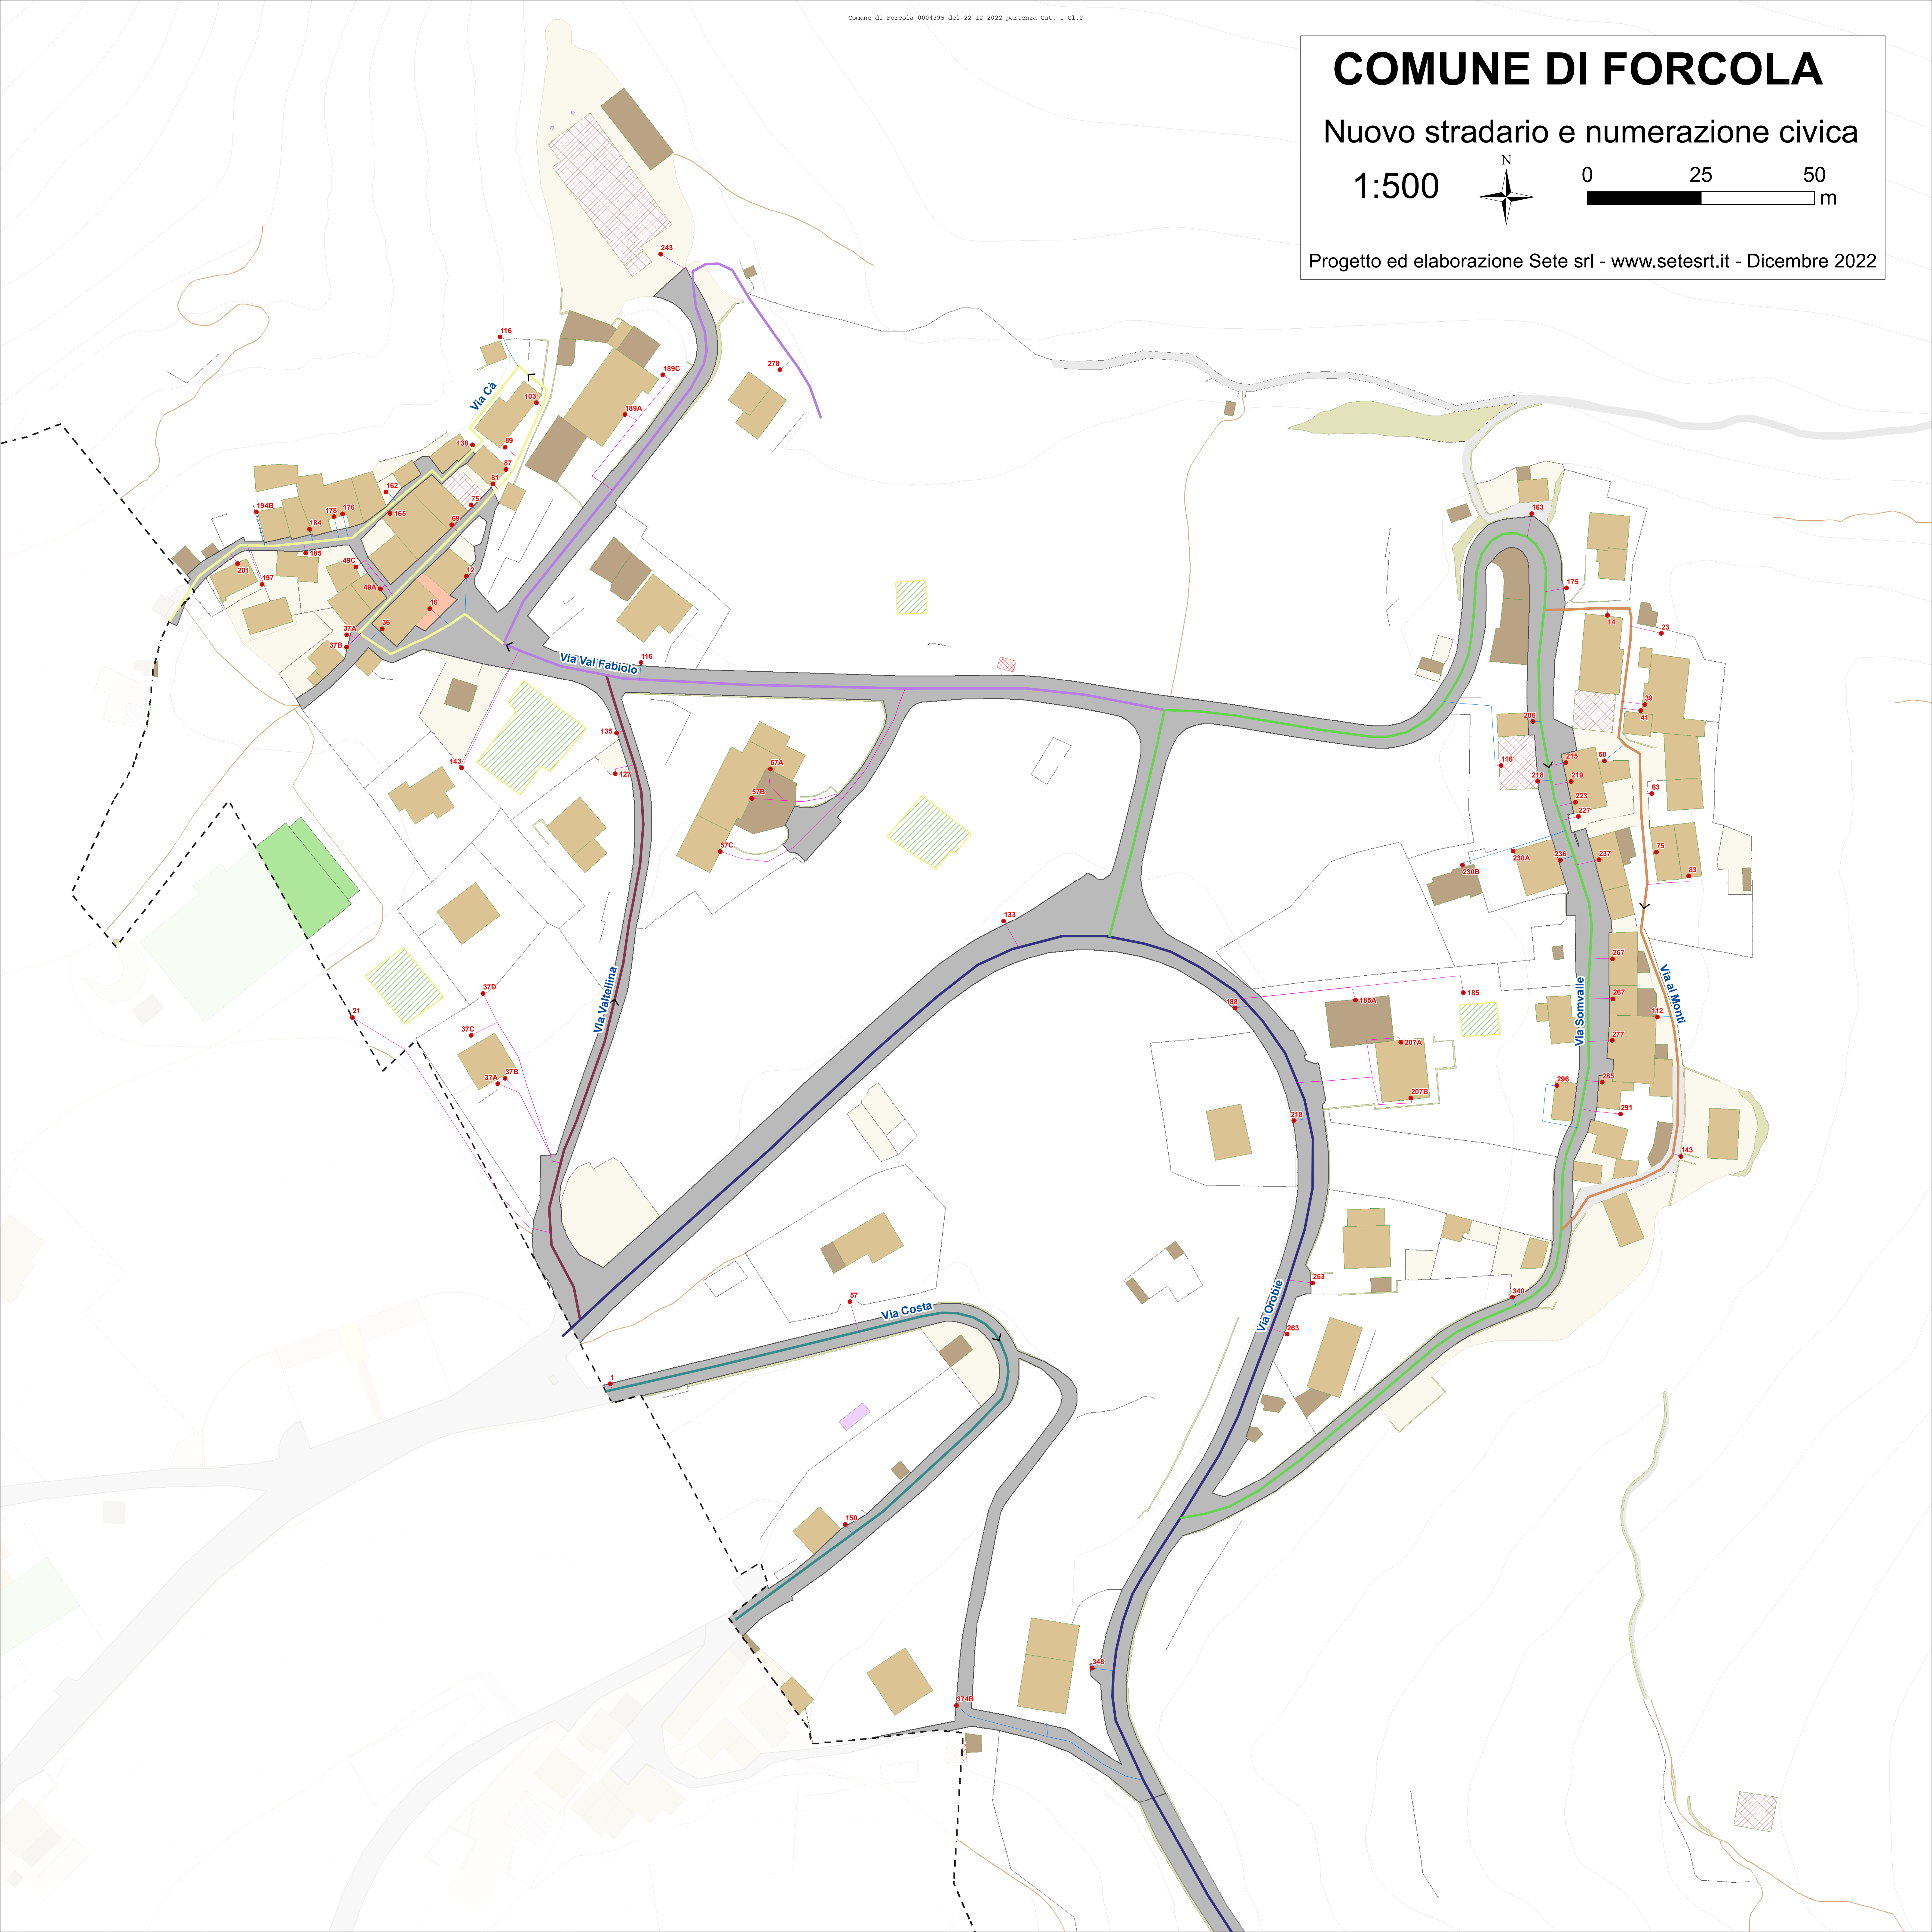 Comune di Forcola 0004395 del 22-12-2022 partenza Cat. 1 Cl.2
COMUNE DI FORCOLA
Nuovo stradario e numerazione civica
1:500
N
0 25 50
m
Progetto ed elaborazione Sete srl - www.setesrt.it - Dicembre 2022
243
116
189C
278
Via Cà
103
189A
138
89
87
81
162
75
194B
178
176
165
184
69
163
185
49C
201
197
12
49A
175
16
14
36
23
37A
37B
Via Val Fabiolo
116
39
41
206
135
143
127
57A
116
215
50
218
219
57B
63
223
227
57C
230A
236
237
75
230B
83
133
257
Via Valtellina
37D
21
188
185A
185
Via Somvalle
267
Via ai Monti
112
37C
207A
277
37A
37B
207B
296
285
218
291
143
253
340
57
Via Costa
Via Orobie
263
1
150
348
374B